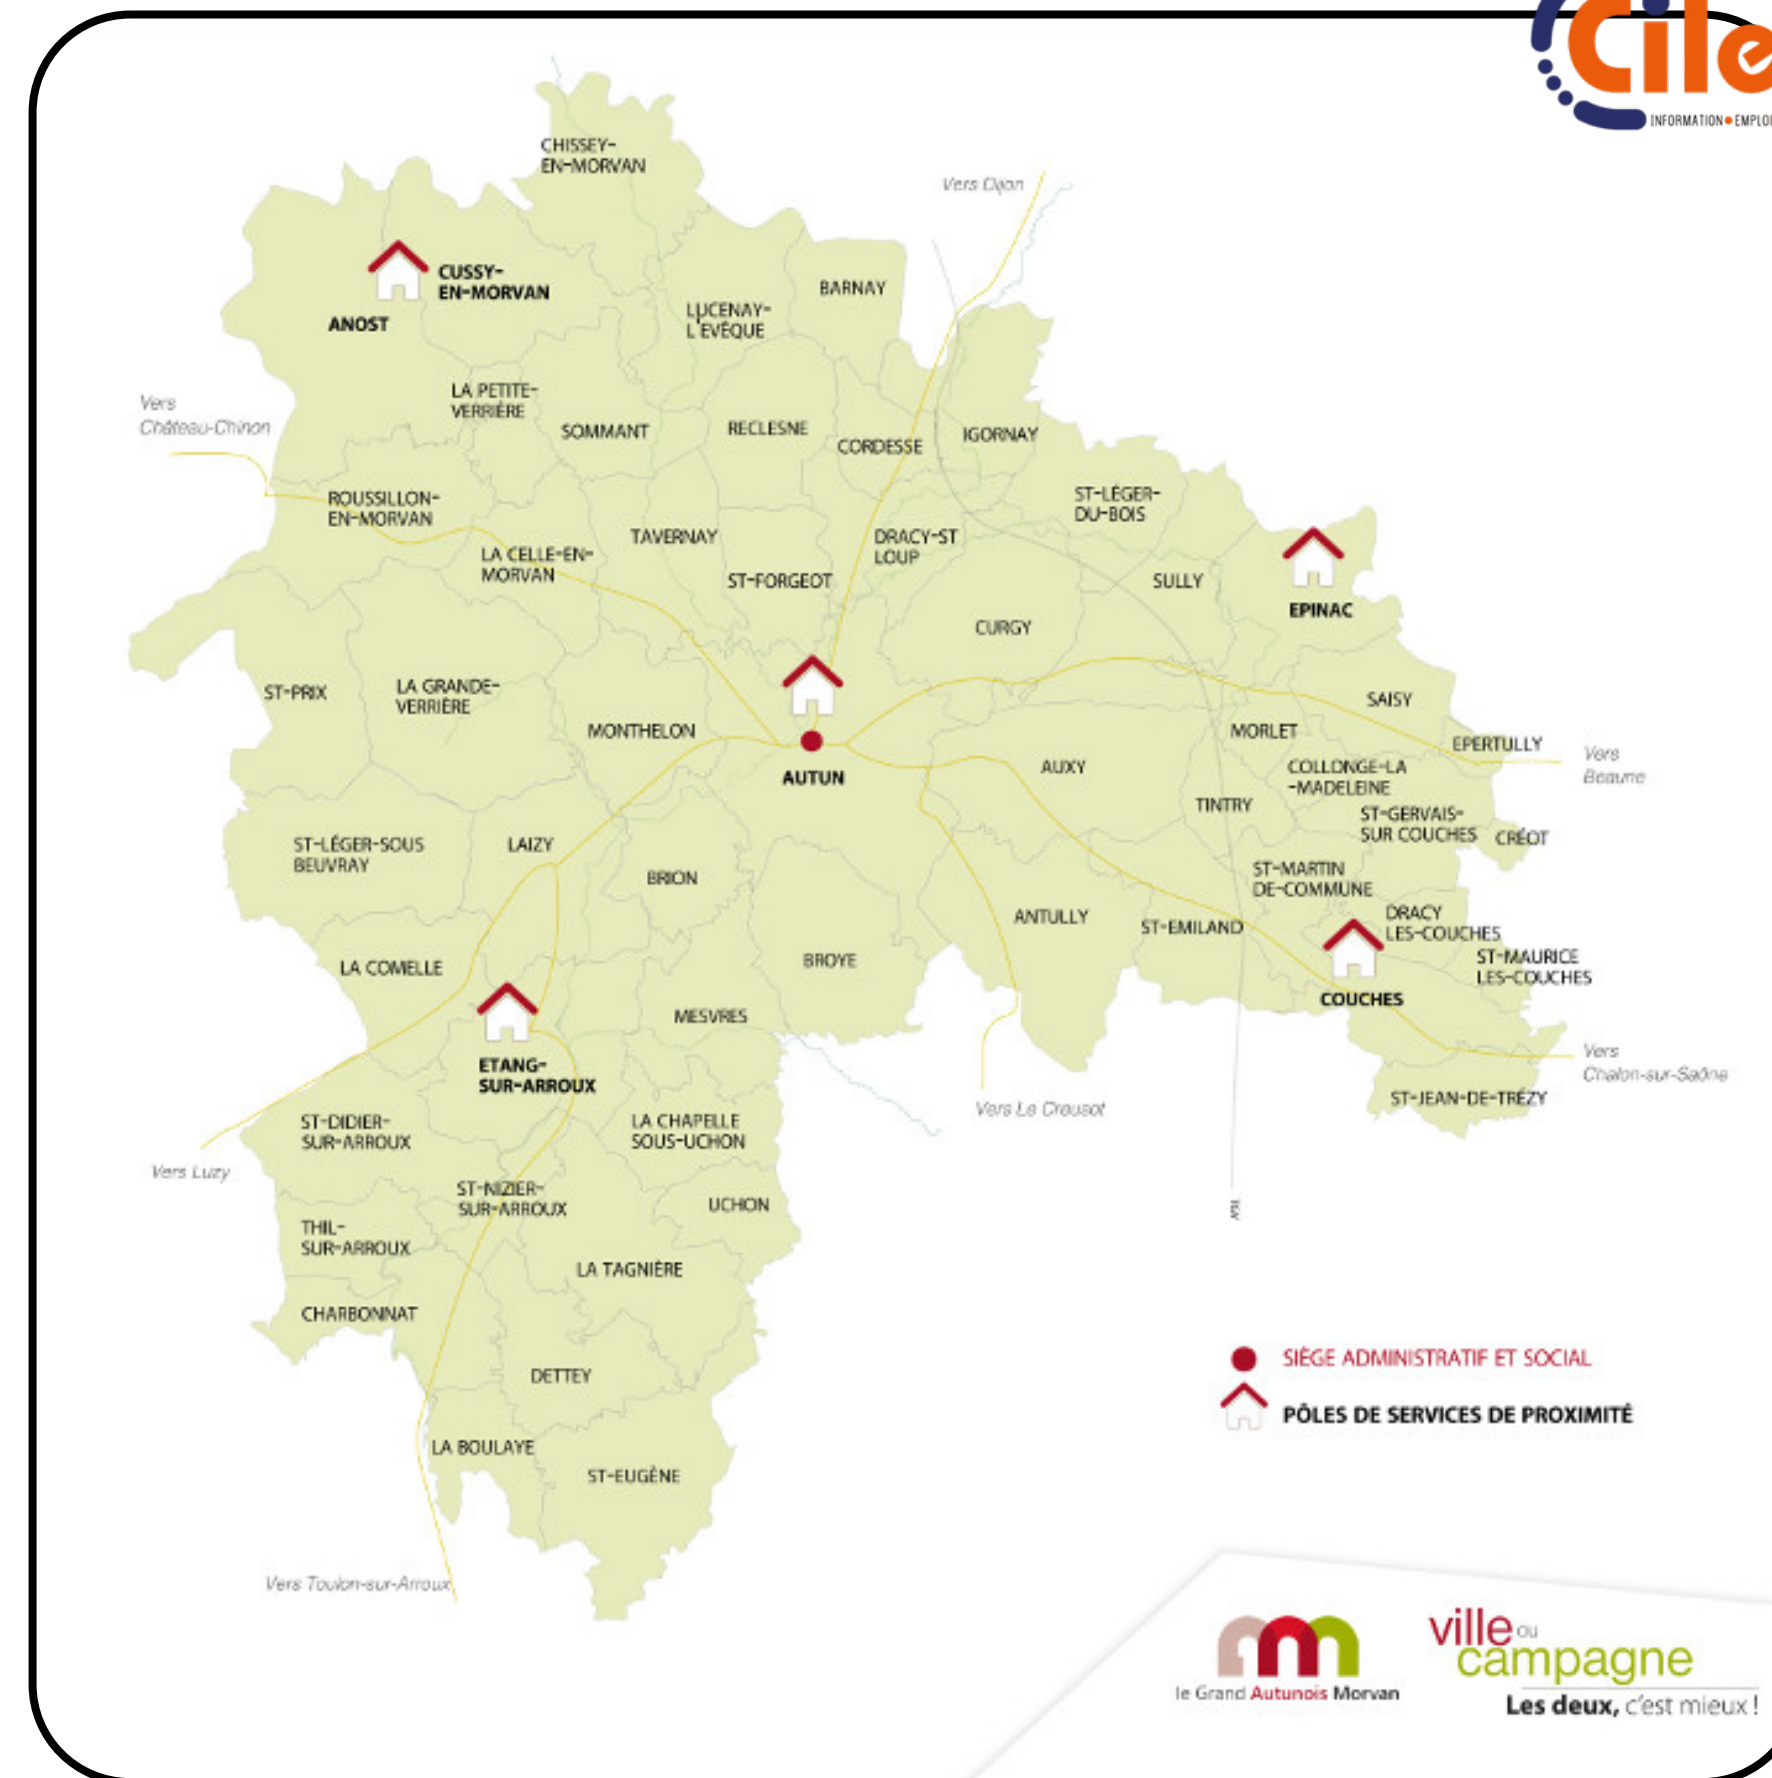 Cile
INFORMATION•EMPLOI
CHISSEY-
EN-MORVAN
Vers Dijon
CUSSY-
EN-MORVAN
ANOST
BARNAY
LUCENAY-
L'EVÊQUE
Vers
Château-Chinon
LA PETITE-
VERRIÈRE
SOMMANT
RECLESNE
CORDESSE
IGORNAY
ROUSSILLON-
EN-MORVAN
ST-LÉGER-
DU-BOIS
TAVERNAY
DRACY-ST
LOUP
LA CELLE-EN-
MORVAN
ST-FORGEOT
SULLY
EPINAC
CURGY
ST-PRIX
LA GRANDE-
VERRIÈRE
SAISY
MONTHELON
MORLET
EPERTULLY
Vers
Beaune
AUTUN
AUXY
COLLONGE-LA
-MADELEINE
TINTRY
ST-GERVAIS-
SUR COUCHES
CRÉOT
ST-LÉGER-SOUS
BEUVRAY
LAIZY
BRION
ST-MARTIN
DE-COMMUNE
ANTULLY
ST-EMILAND
DRACY
LES-COUCHES
ST-MAURICE
LES-COUCHES
LA COMELLE
BROYE
COUCHES
MESVRES
ETANG-
SUR-ARROUX
Vers
Chalon-sur-Saône
ST-JEAN-DE-TRÉZY
Vers Le Creusot
ST-DIDIER-
SUR-ARROUX
LA CHAPELLE
SOUS-UCHON
Vers Luzy
ST-NIZIER-
SUR-ARROUX
UCHON
THIL-
SUR-ARROUX
LA TAGNIÈRE
CHARBONNAT
DETTEY
SIÈGE ADMINISTRATIF ET SOCIAL
PÔLES DE SERVICES DE PROXIMITÉ
LA BOULAYE
ST-EUGÈNE
Vers Toulon-sur-Arroux
le Grand Autunois Morvan
ville ou
campagne
Les deux, c'est mieux !